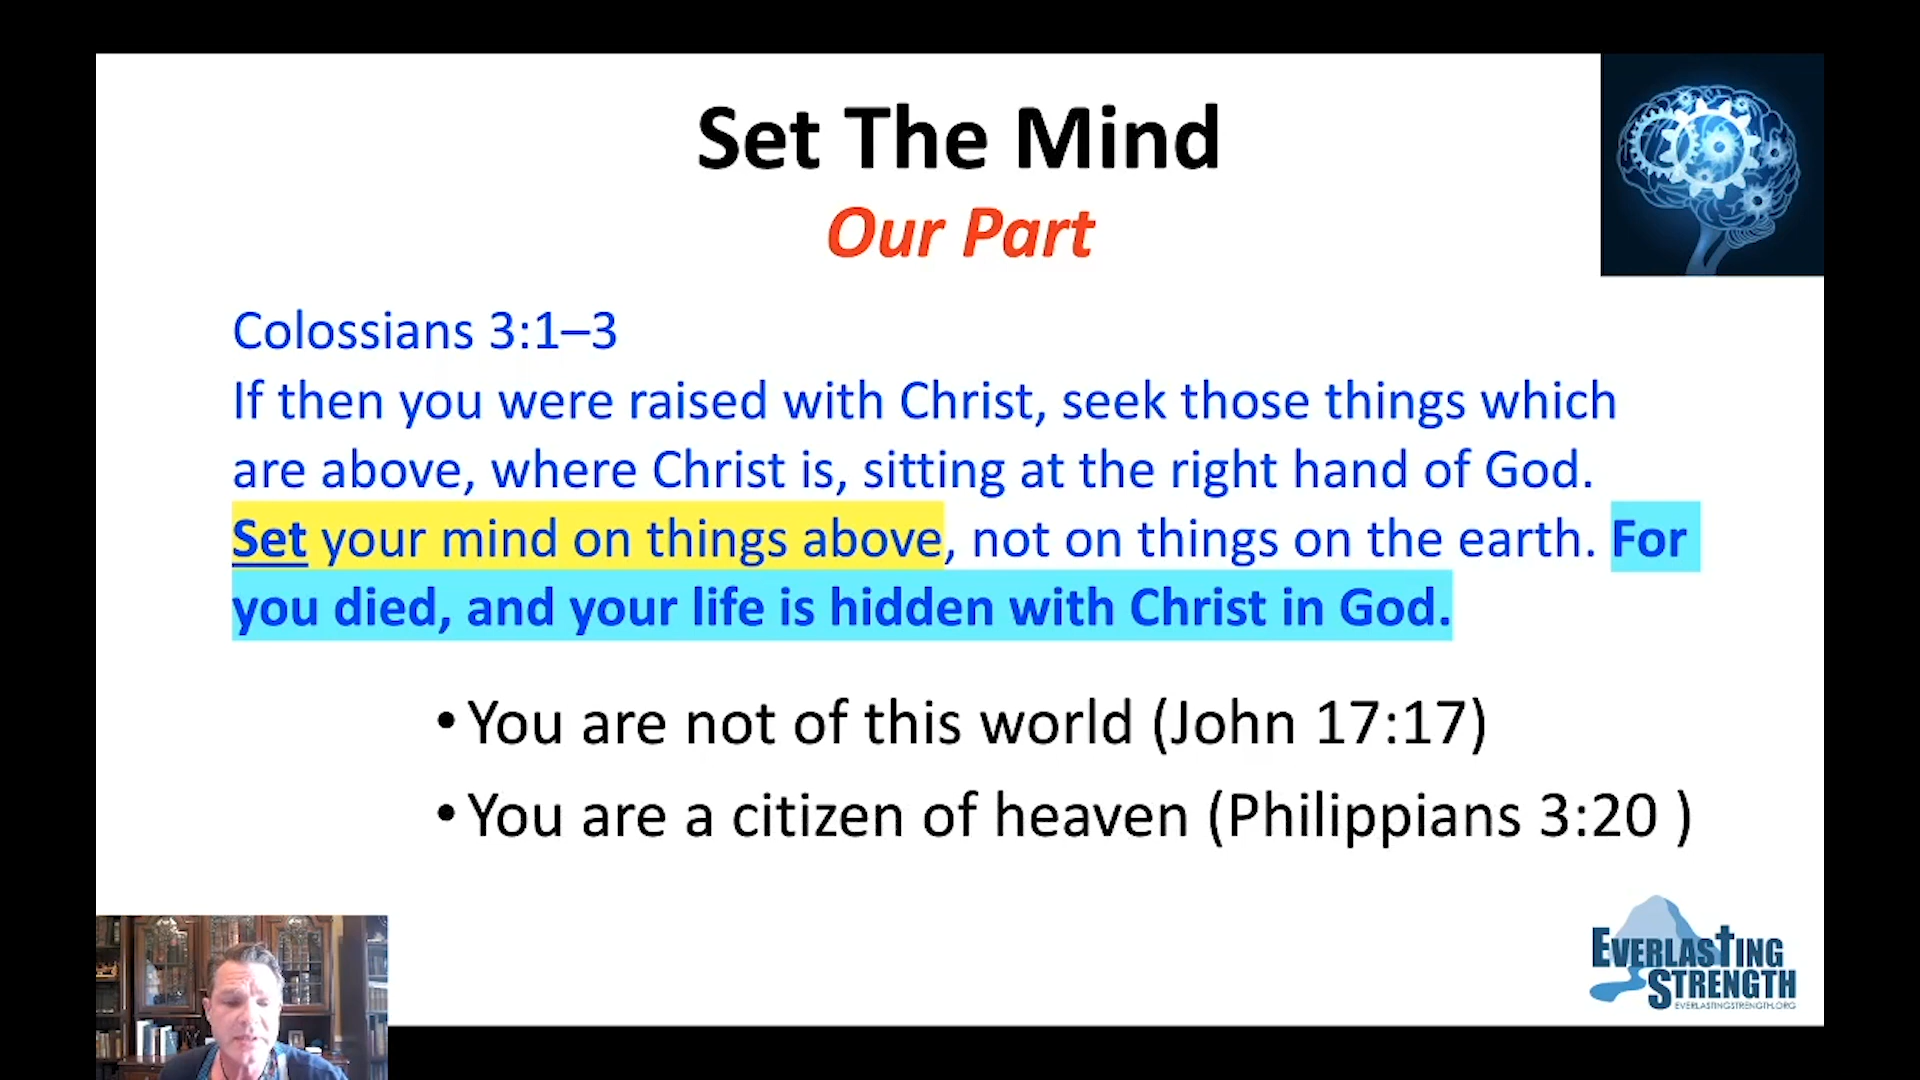 Set The Mind
Our Part
Colossians 3:1–3
If then you were raised with Christ, seek those things which
are above, where Christ is, sitting at the right hand of God.
Set your mind on things above, not on things on the earth. For
you died, and your life is hidden with Christ in God.
• You are not of this world (John 17:17)
• You are a citizen of heaven (Philippians 3:20 )
EVERLASTING
STRENGTH
EVERLASTINGSTRENGTH.ORG